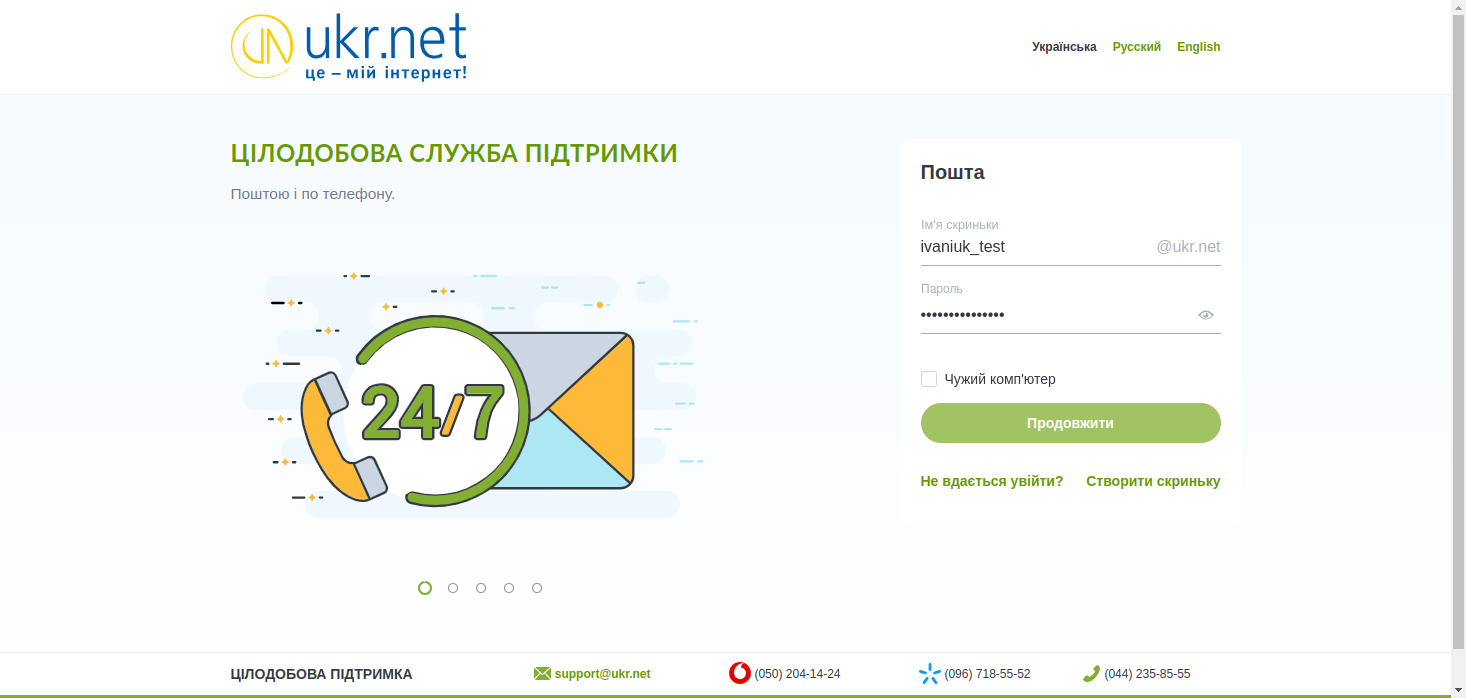 ukr.net
це – мій інтернет!
Українська Русский English
ЦІЛОДОБОВА СЛУЖБА ПІДТРИМКИ
Поштою і по телефону.
24/7
Пошта
Ім'я скриньки
ivaniuk_test @ukr.net
Пароль
•••••••••••••••
Чужий комп'ютер
Продовжити
Не вдається увійти? Створити скриньку
ЦІЛОДОБОВА ПІДТРИМКА support@ukr.net (050) 204-14-24 (096) 718-55-52 (044) 235-85-55